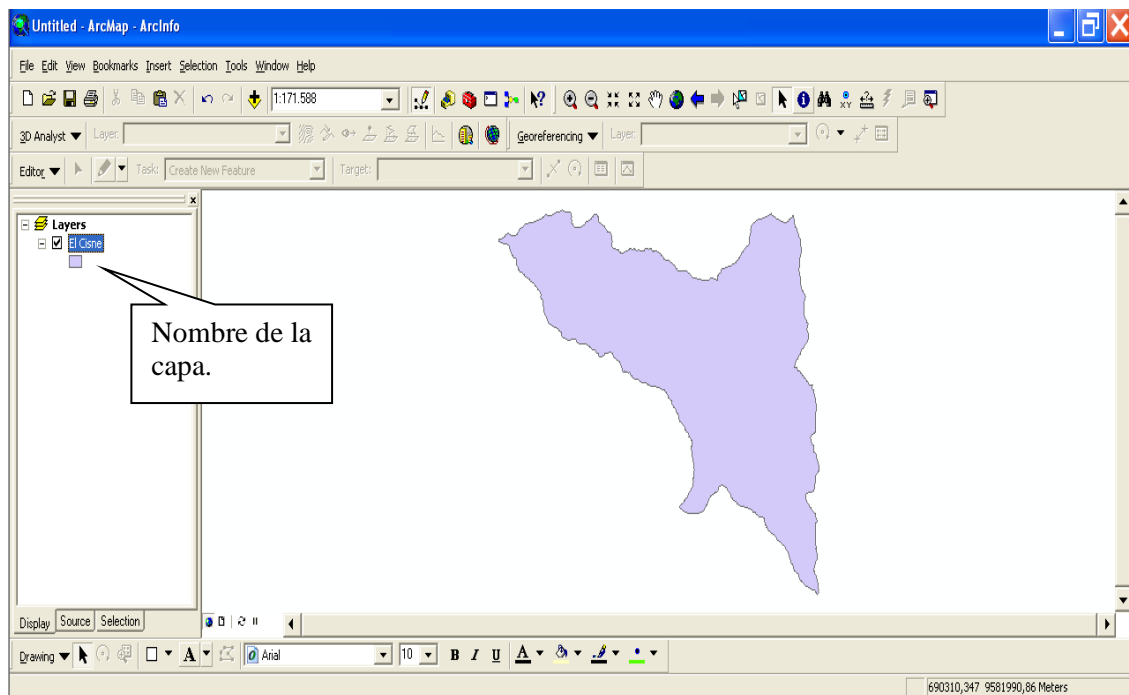 Untitled - ArcMap - ArcInfo
File Edit View Bookmarks Insert Selection Tools Window Help
1:171.588
3D Analyst Layer: Georeferencing Layer:
Editor Task: Create New Feature Target:
Layers
El Cisne
Nombre de la
capa.
Display Source Selection
Drawing A Arial 10 B I U A
690310,347 9581990,86 Meters